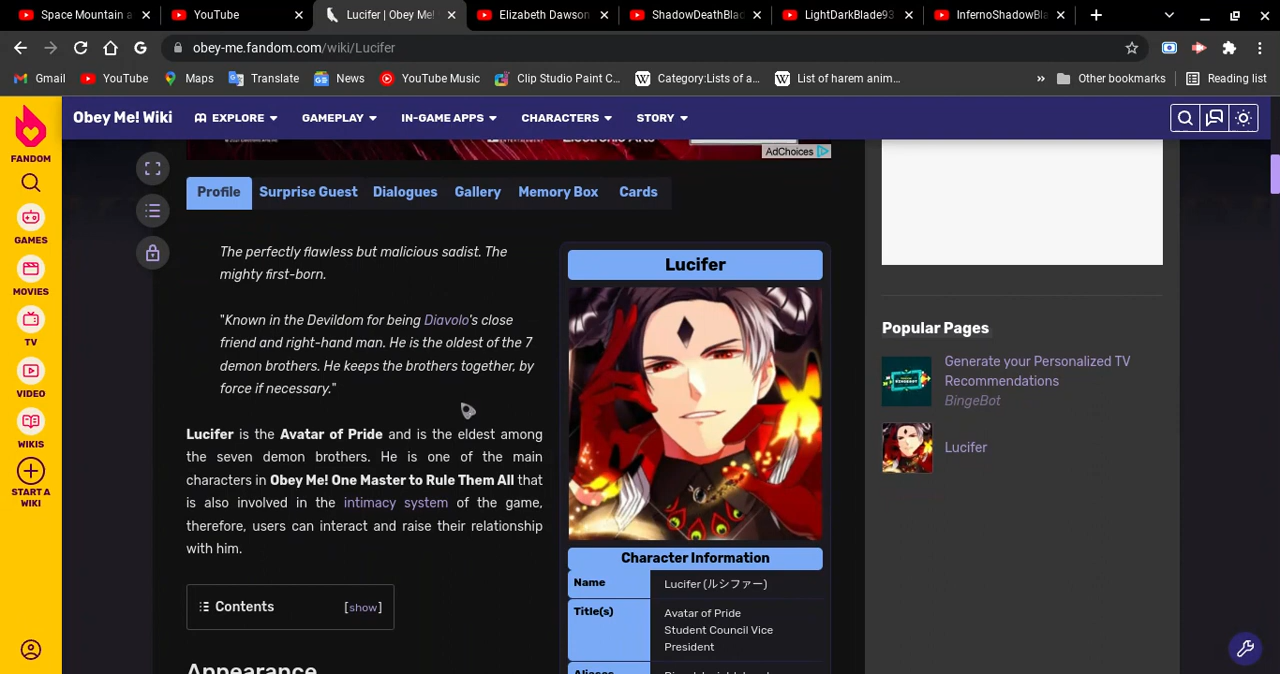 Space Mountain a
YouTube
Lucifer | Obey Me!
Elizabeth Dawson
ShadowDeathBla
LightDarkBlade93
InfernoShadowBl
obey-me.fandom.com/wiki/Lucifer
Gmail
YouTube
Maps
Translate
News
YouTube Music
Clip Studio Paint C...
Category:Lists of a...
List of harem anim...
Other bookmarks
Reading list
FANDOM
GAMES
MOVIES
TV
VIDEO
WIKIS
START A
WIKI
Obey Me! Wiki
EXPLORE
GAMEPLAY
IN-GAME APPS
CHARACTERS
STORY
AdChoices
Profile
Surprise Guest
Dialogues
Gallery
Memory Box
Cards
The perfectly flawless but malicious sadist. The
mighty first-born.
"Known in the Devildom for being Diavolo's close
friend and right-hand man. He is the oldest of the 7
demon brothers. He keeps the brothers together, by
force if necessary."
Lucifer is the Avatar of Pride and is the eldest among
the seven demon brothers. He is one of the main
characters in Obey Me! One Master to Rule Them All that
is also involved in the intimacy system of the game,
therefore, users can interact and raise their relationship
with him.
Contents [show]
Appearance
Lucifer
Character Information
Name Lucifer (ルシファー)
Title(s) Avatar of Pride
Student Council Vice
President
Popular Pages
Generate your Personalized TV
Recommendations
BingeBot
Lucifer